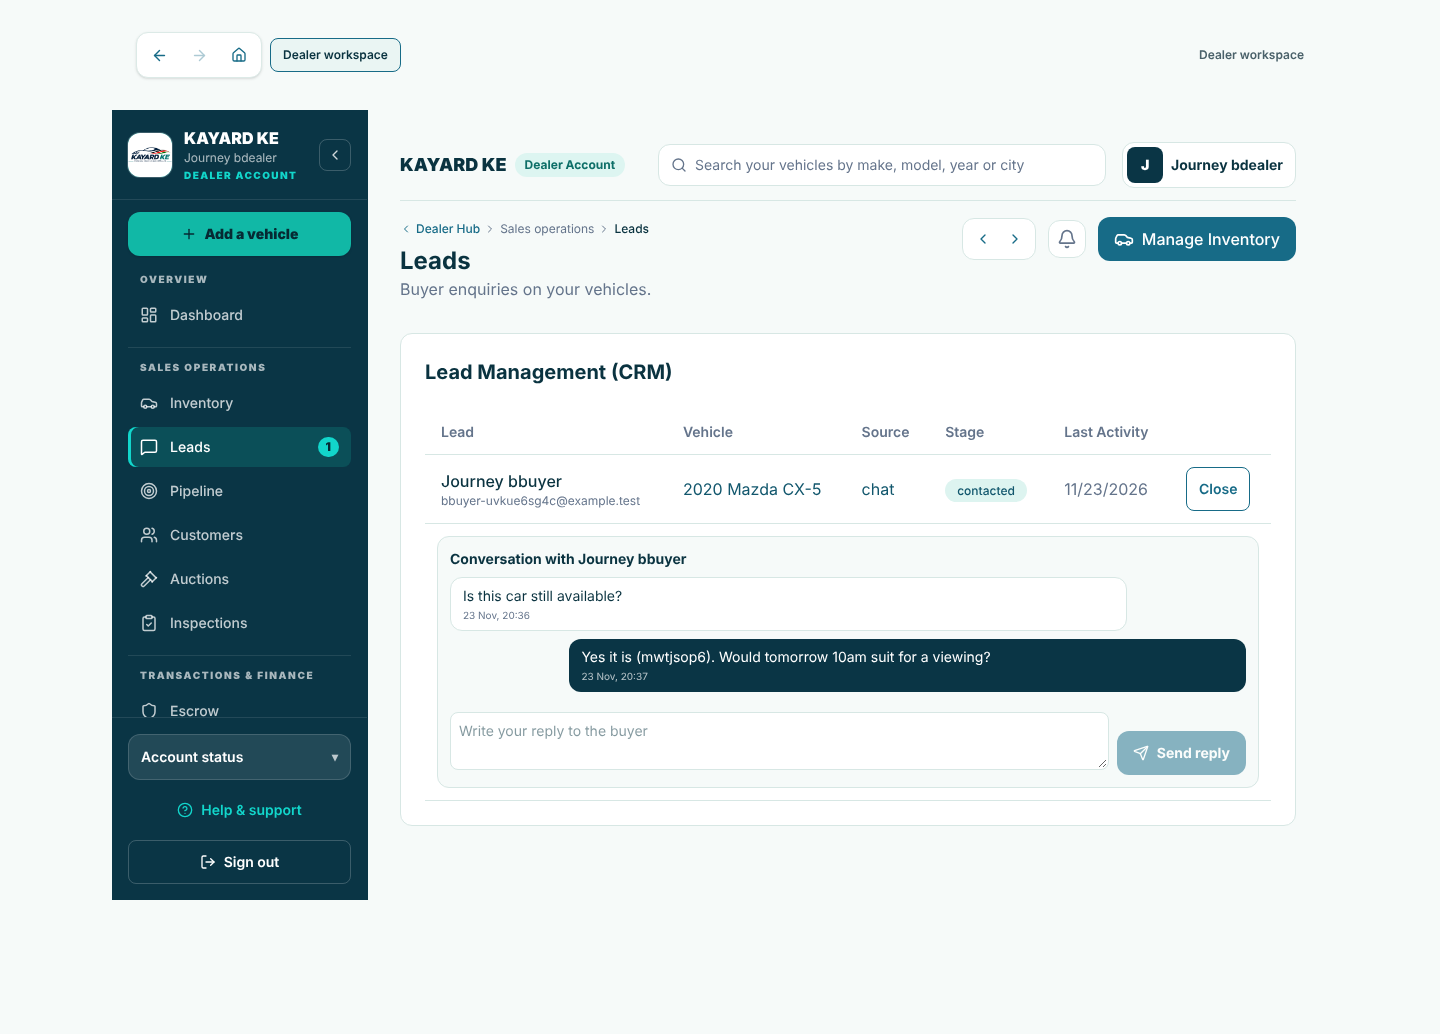 Dealer workspace
Dealer workspace
KAYARD KE
KAYARD KE
Journey bdealer
DEALER ACCOUNT
Add a vehicle
OVERVIEW
Dashboard
SALES OPERATIONS
Inventory
Leads 1
Pipeline
Customers
Auctions
Inspections
TRANSACTIONS & FINANCE
Escrow
Account status
Help & support
Sign out
KAYARD KE Dealer Account
Search your vehicles by make, model, year or city
J Journey bdealer
Dealer Hub Sales operations Leads
Leads
Buyer enquiries on your vehicles.
Manage Inventory
Lead Management (CRM)
Lead Vehicle Source Stage Last Activity
Journey bbuyer
bbuyer-uvkue6sg4c@example.test
2020 Mazda CX-5 chat contacted 11/23/2026 Close
Conversation with Journey bbuyer
Is this car still available?
23 Nov, 20:36
Yes it is (mwtjsop6). Would tomorrow 10am suit for a viewing?
23 Nov, 20:37
Write your reply to the buyer
Send reply